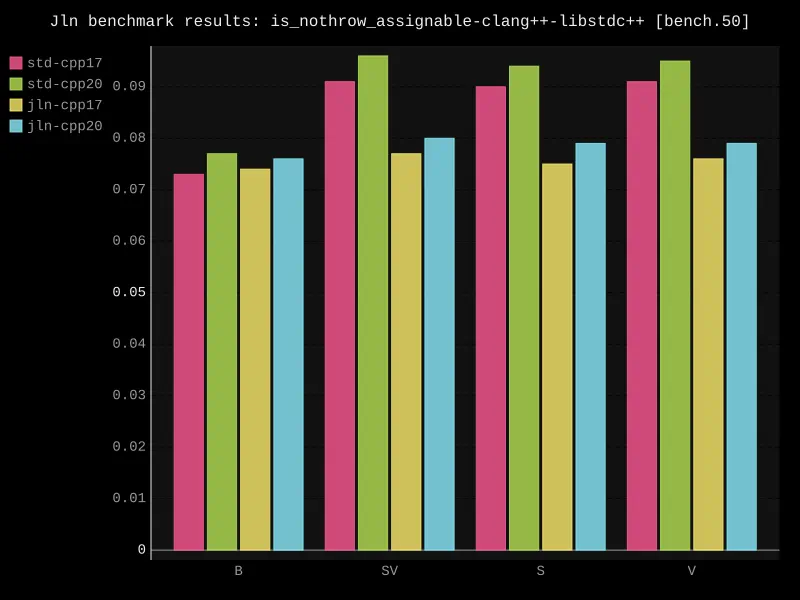 Jln benchmark results: is_nothrow_assignable-clang++-libstdc++ [bench.50]
std-cpp17
std-cpp20
jln-cpp17
jln-cpp20
0.09
0.08
0.07
0.06
0.05
0.04
0.03
0.02
0.01
0
B SV S V